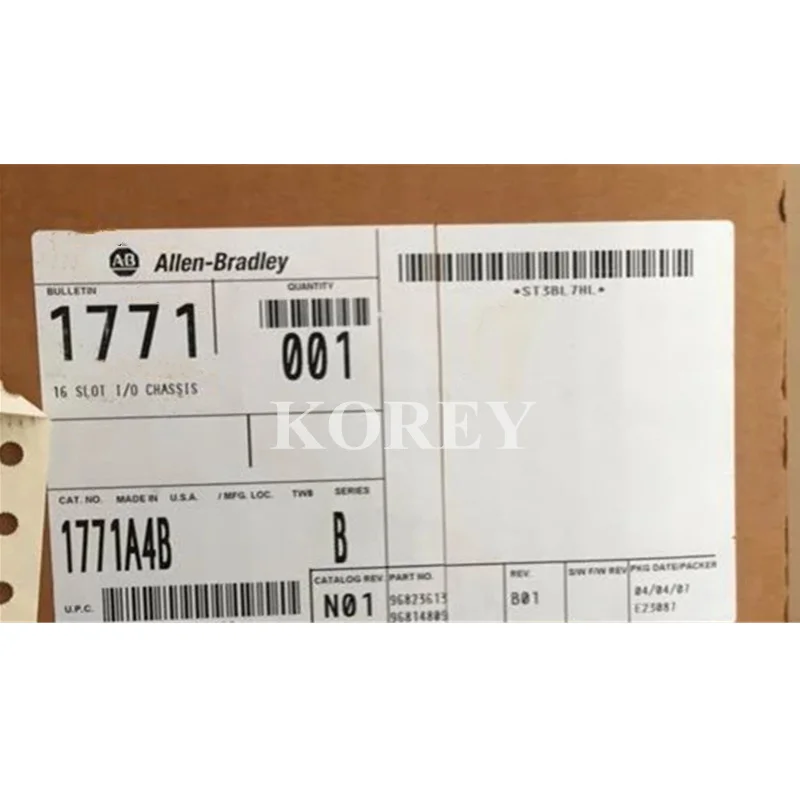 AB Allen-Bradley
BULLETIN
1771
QUANTITY
001
16 SLOT I/O CHASSIS
*ST3BL7HL*
KOREY
CAT. NO. MADE IN U.S.A. / MFG. LOC. TWB SERIES
1771A4B B
U.P.C.
CATALOG REV PART NO. REV. S/W F/W REV PKG DATE/PACKER
N01 96823613 B01 04/04/07
96814809 E23087